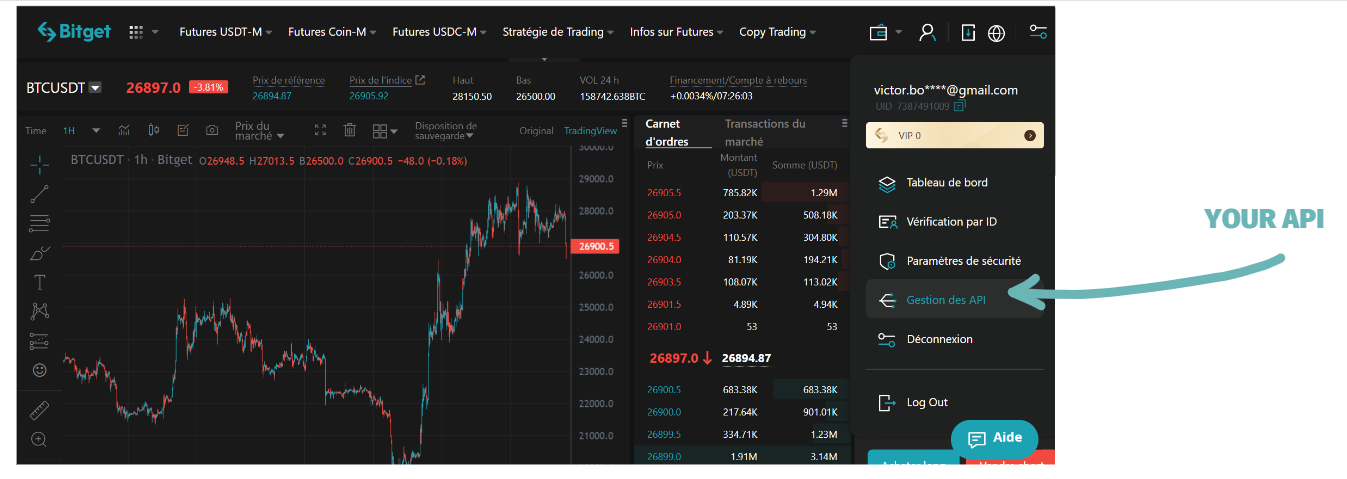 Bitget Futures USDT-M Futures Coin-M Futures USDC-M Stratégie de Trading Infos sur Futures Copy Trading
BTCUSDT 26897.0 -3.81%
Prix de référence
26894.87
Prix de l'indice
26905.92
Haut
28150.50
Bas
26500.00
VOL 24 h
158742.638BTC
Financement/Compte à rebours
+0.0034%/07:26:03
Time 1H
Prix du
marché
Disposition de
sauvegarde
Original TradingView
BTCUSDT · 1h · Bitget O26948.5 H27013.5 B26500.0 C26900.5 −48.0 (−0.18%)
30000.0
29000.0
28000.0
26900.5
26000.0
25000.0
24000.0
23000.0
22000.0
21000.0
T
Carnet
d'ordres
Transactions du
marché
Prix
Montant
(USDT)
Somme (USDT)
26905.5 785.82K 1.29M
26905.0 203.37K 508.18K
26904.5 110.57K 304.80K
26904.0 81.19K 194.21K
26903.5 108.07K 113.02K
26901.5 4.89K 4.94K
26901.0 53 53
26897.0 26894.87
26900.5 683.38K 683.38K
26900.0 217.64K 901.01K
26899.5 334.71K 1.23M
26899.0 1.91M 3.14M
victor.bo****@gmail.com
UID 7387491009
VIP 0
Tableau de bord
Vérification par ID
Paramètres de sécurité
Gestion des API
Déconnexion
Log Out
Aide
YOUR API